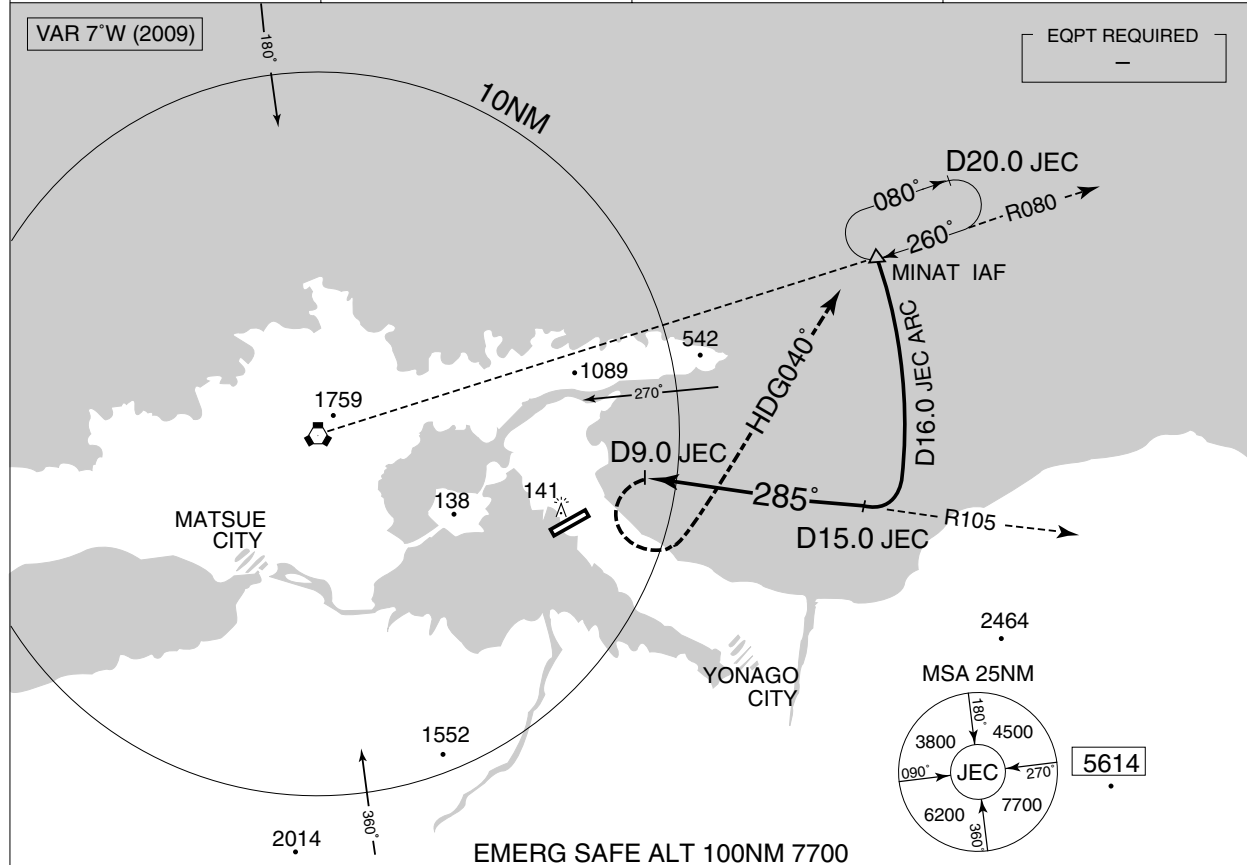 VAR 7°W (2009)
EQPT REQUIRED
–
180°
10NM
D20.0 JEC
080°
R080
260°
MINAT IAF
D16.0 JEC ARC
HDG040°
542
1089
270°
1759
D9.0 JEC
285°
141
138
D15.0 JEC
R105
MATSUE
CITY
2464
YONAGO
CITY
MSA 25NM
180°
3800
4500
090°
JEC
270°
6200
7700
360°
5614
1552
360°
2014
EMERG SAFE ALT 100NM 7700